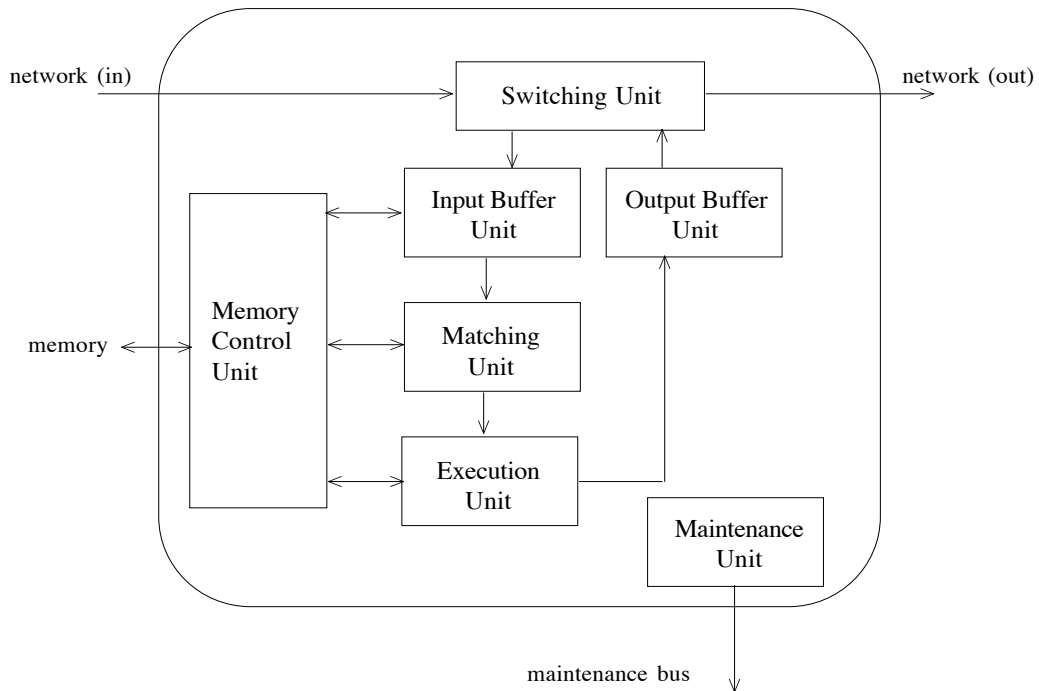 network (in)
network (out)
Switching Unit
Input Buffer
Unit
Output Buffer
Unit
Memory
Control
Unit
memory
Matching
Unit
Execution
Unit
Maintenance
Unit
maintenance bus